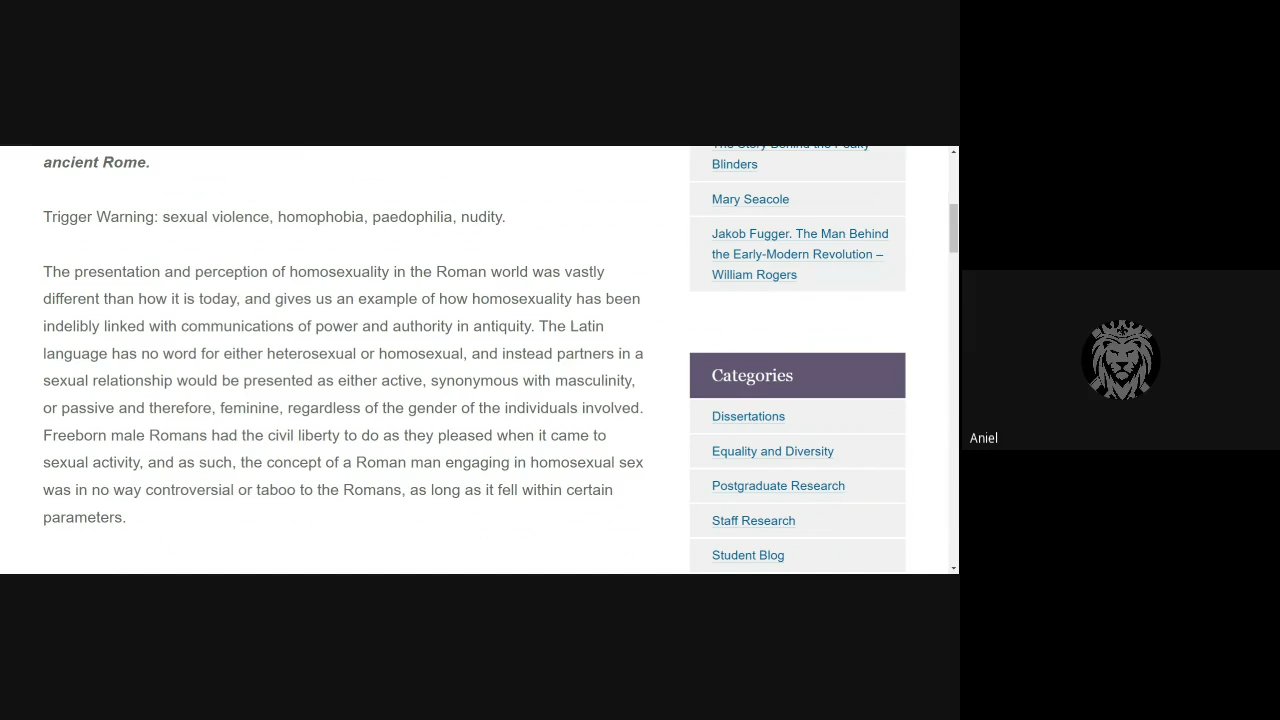 ancient Rome.
Trigger Warning: sexual violence, homophobia, paedophilia, nudity.
The presentation and perception of homosexuality in the Roman world was vastly
different than how it is today, and gives us an example of how homosexuality has been
indelibly linked with communications of power and authority in antiquity. The Latin
language has no word for either heterosexual or homosexual, and instead partners in a
sexual relationship would be presented as either active, synonymous with masculinity,
or passive and therefore, feminine, regardless of the gender of the individuals involved.
Freeborn male Romans had the civil liberty to do as they pleased when it came to
sexual activity, and as such, the concept of a Roman man engaging in homosexual sex
was in no way controversial or taboo to the Romans, as long as it fell within certain
parameters.
The Story Behind the Peaky
Blinders
Mary Seacole
Jakob Fugger. The Man Behind
the Early-Modern Revolution –
William Rogers
Categories
Dissertations
Equality and Diversity
Postgraduate Research
Staff Research
Student Blog
Aniel